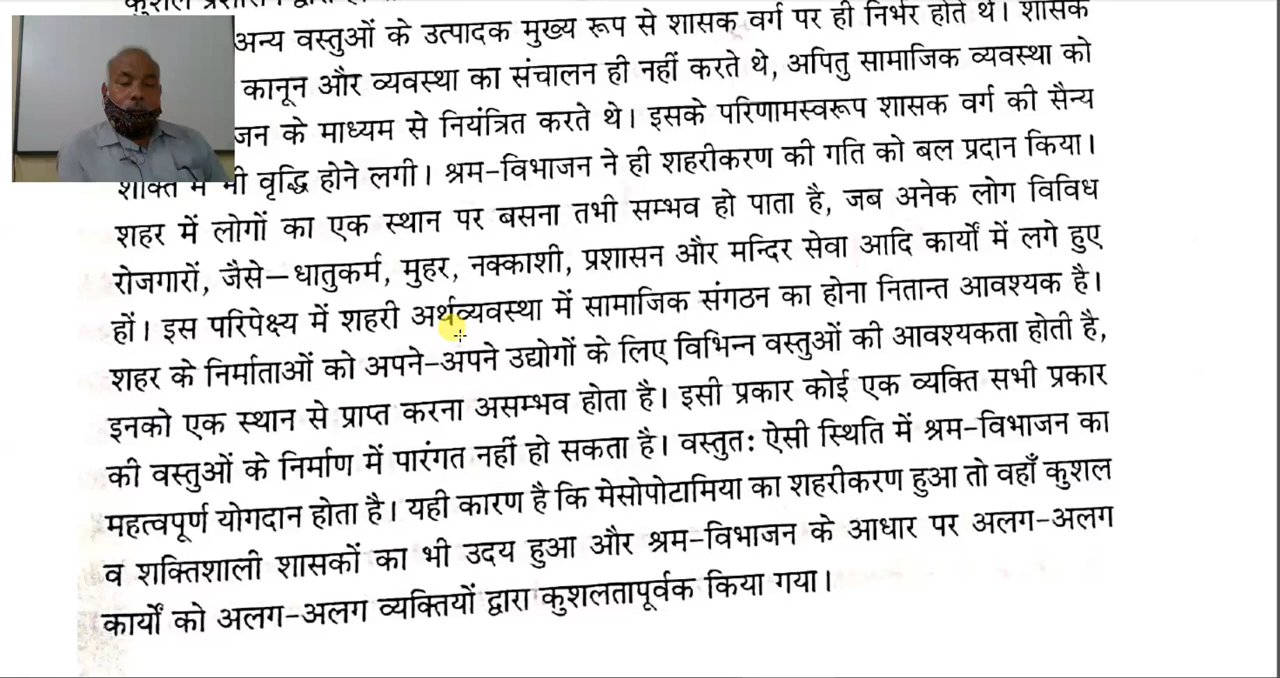 अन्य वस्तुओं के उत्पादक मुख्य रूप से शासक वर्ग पर ही निर्भर होते थे। शासक
कानून और व्यवस्था का संचालन ही नहीं करते थे, अपितु सामाजिक व्यवस्था को
जन के माध्यम से नियंत्रित करते थे। इसके परिणामस्वरूप शासक वर्ग की सैन्य
शक्ति में भी वृद्धि होने लगी। श्रम-विभाजन ने ही शहरीकरण की गति को बल प्रदान किया।
शहर में लोगों का एक स्थान पर बसना तभी सम्भव हो पाता है, जब अनेक लोग विविध
रोजगारों, जैसे—धातुकर्म, मुहर, नक्काशी, प्रशासन और मन्दिर सेवा आदि कार्यों में लगे हुए
हों। इस परिपेक्ष्य में शहरी अर्थव्यवस्था में सामाजिक संगठन का होना नितान्त आवश्यक है।
शहर के निर्माताओं को अपने-अपने उद्योगों के लिए विभिन्न वस्तुओं की आवश्यकता होती है,
इनको एक स्थान से प्राप्त करना असम्भव होता है। इसी प्रकार कोई एक व्यक्ति सभी प्रकार
की वस्तुओं के निर्माण में पारंगत नहीं हो सकता है। वस्तुत: ऐसी स्थिति में श्रम-विभाजन का
महत्वपूर्ण योगदान होता है। यही कारण है कि मेसोपोटामिया का शहरीकरण हुआ तो वहाँ कुशल
व शक्तिशाली शासकों का भी उदय हुआ और श्रम-विभाजन के आधार पर अलग-अलग
कार्यों को अलग-अलग व्यक्तियों द्वारा कुशलतापूर्वक किया गया।